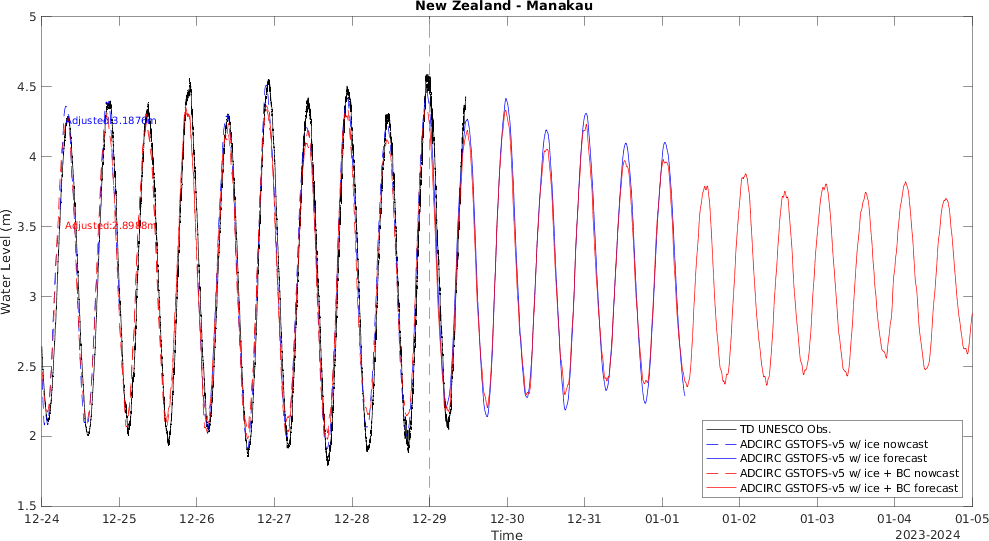 New Zealand - Manakau
5
4.5
Adjusted:3.1876m
4
Adjusted:2.8988m
3.5
Water Level (m)
3
2.5
2
1.5
TD UNESCO Obs.
ADCIRC GSTOFS-v5 w/ ice nowcast
ADCIRC GSTOFS-v5 w/ ice forecast
ADCIRC GSTOFS-v5 w/ ice + BC nowcast
ADCIRC GSTOFS-v5 w/ ice + BC forecast
12-24 12-25 12-26 12-27 12-28 12-29 12-30 12-31 01-01 01-02 01-03 01-04 01-05
Time
2023-2024